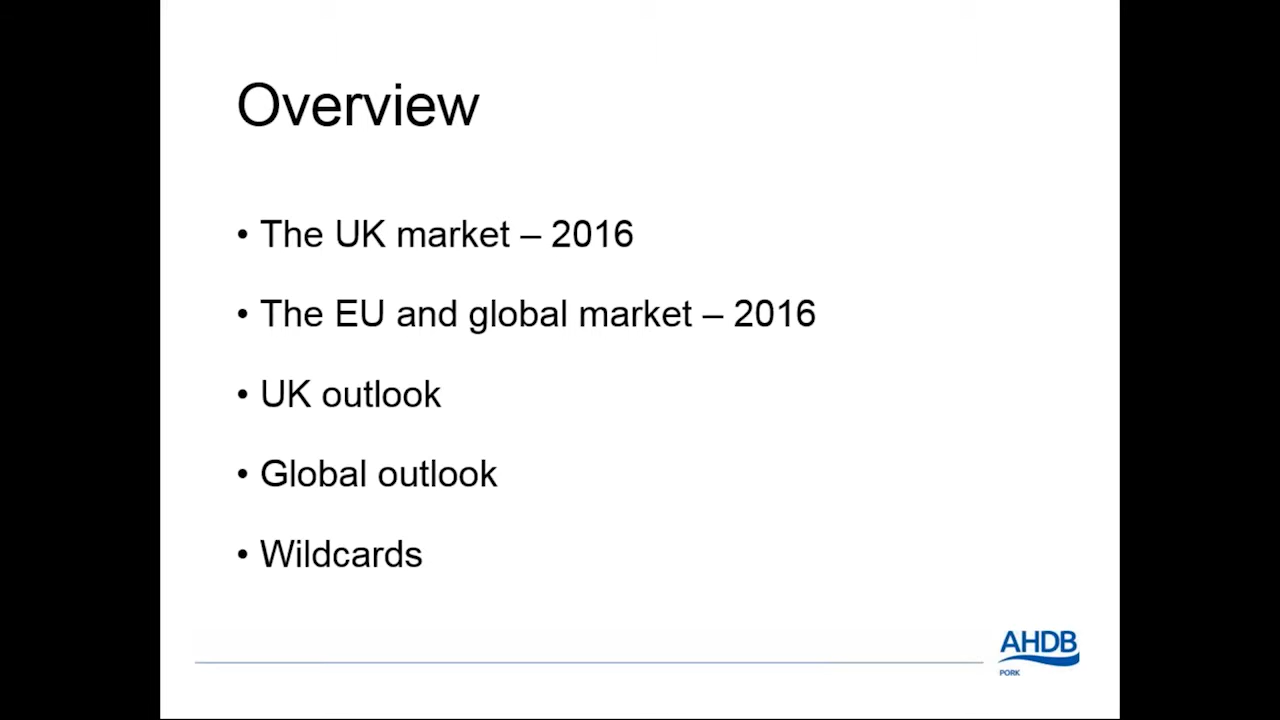 Overview
• The UK market – 2016
• The EU and global market – 2016
• UK outlook
• Global outlook
• Wildcards
AHDB
PORK